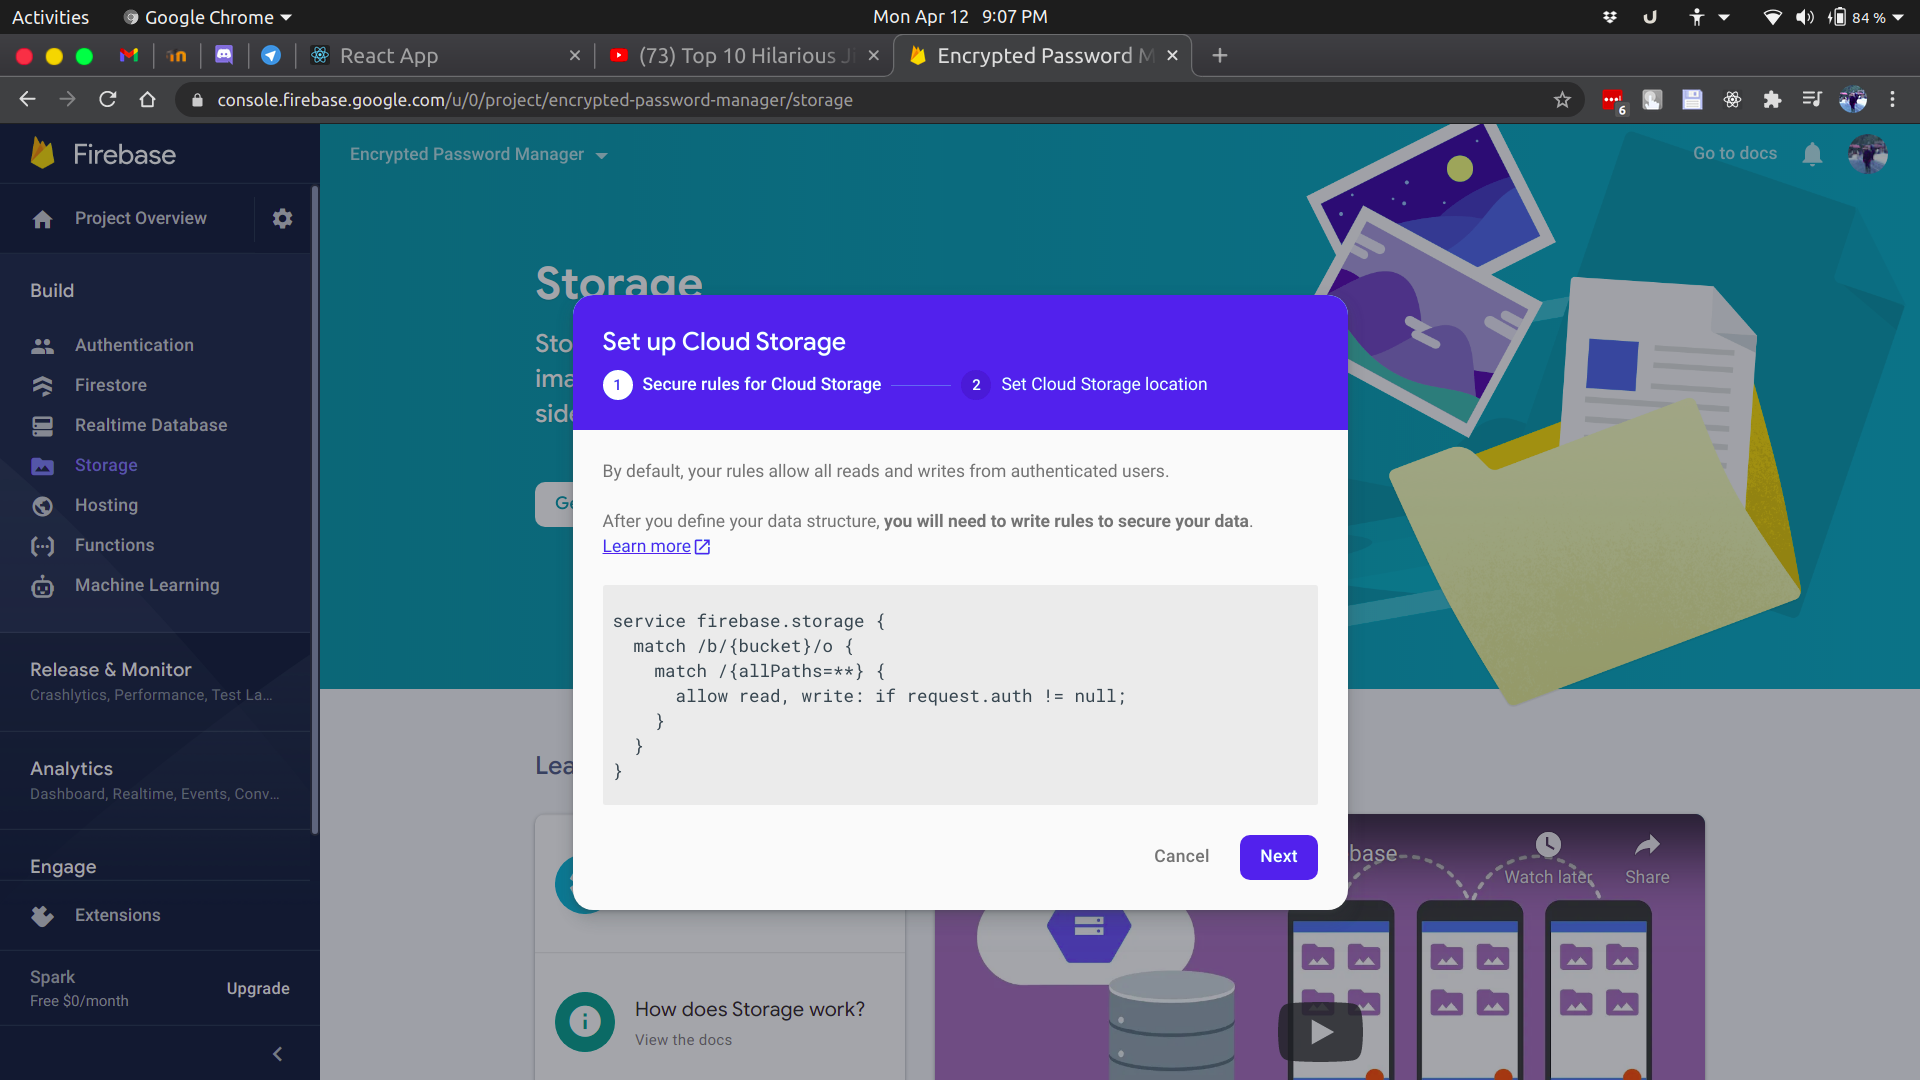 Activities
Google Chrome
Mon Apr 12 9:07 PM
84 %
React App
(73) Top 10 Hilarious Ji
Encrypted Password M
console.firebase.google.com/u/0/project/encrypted-password-manager/storage
6
Firebase
Encrypted Password Manager
Go to docs
Project Overview
Build
Authentication
Firestore
Realtime Database
Storage
Hosting
Functions
Machine Learning
Release & Monitor
Crashlytics, Performance, Test La...
Analytics
Dashboard, Realtime, Events, Conv...
Engage
Extensions
Spark
Free $0/month
Upgrade
Storage
Sto
ima
side
Ge
Set up Cloud Storage
1 Secure rules for Cloud Storage
2 Set Cloud Storage location
By default, your rules allow all reads and writes from authenticated users.
After you define your data structure, you will need to write rules to secure your data.
Learn more
service firebase.storage {
match /b/{bucket}/o {
match /{allPaths=**} {
allow read, write: if request.auth != null;
}
}
}
Cancel
Next
Lea
base
Watch later
Share
How does Storage work?
View the docs